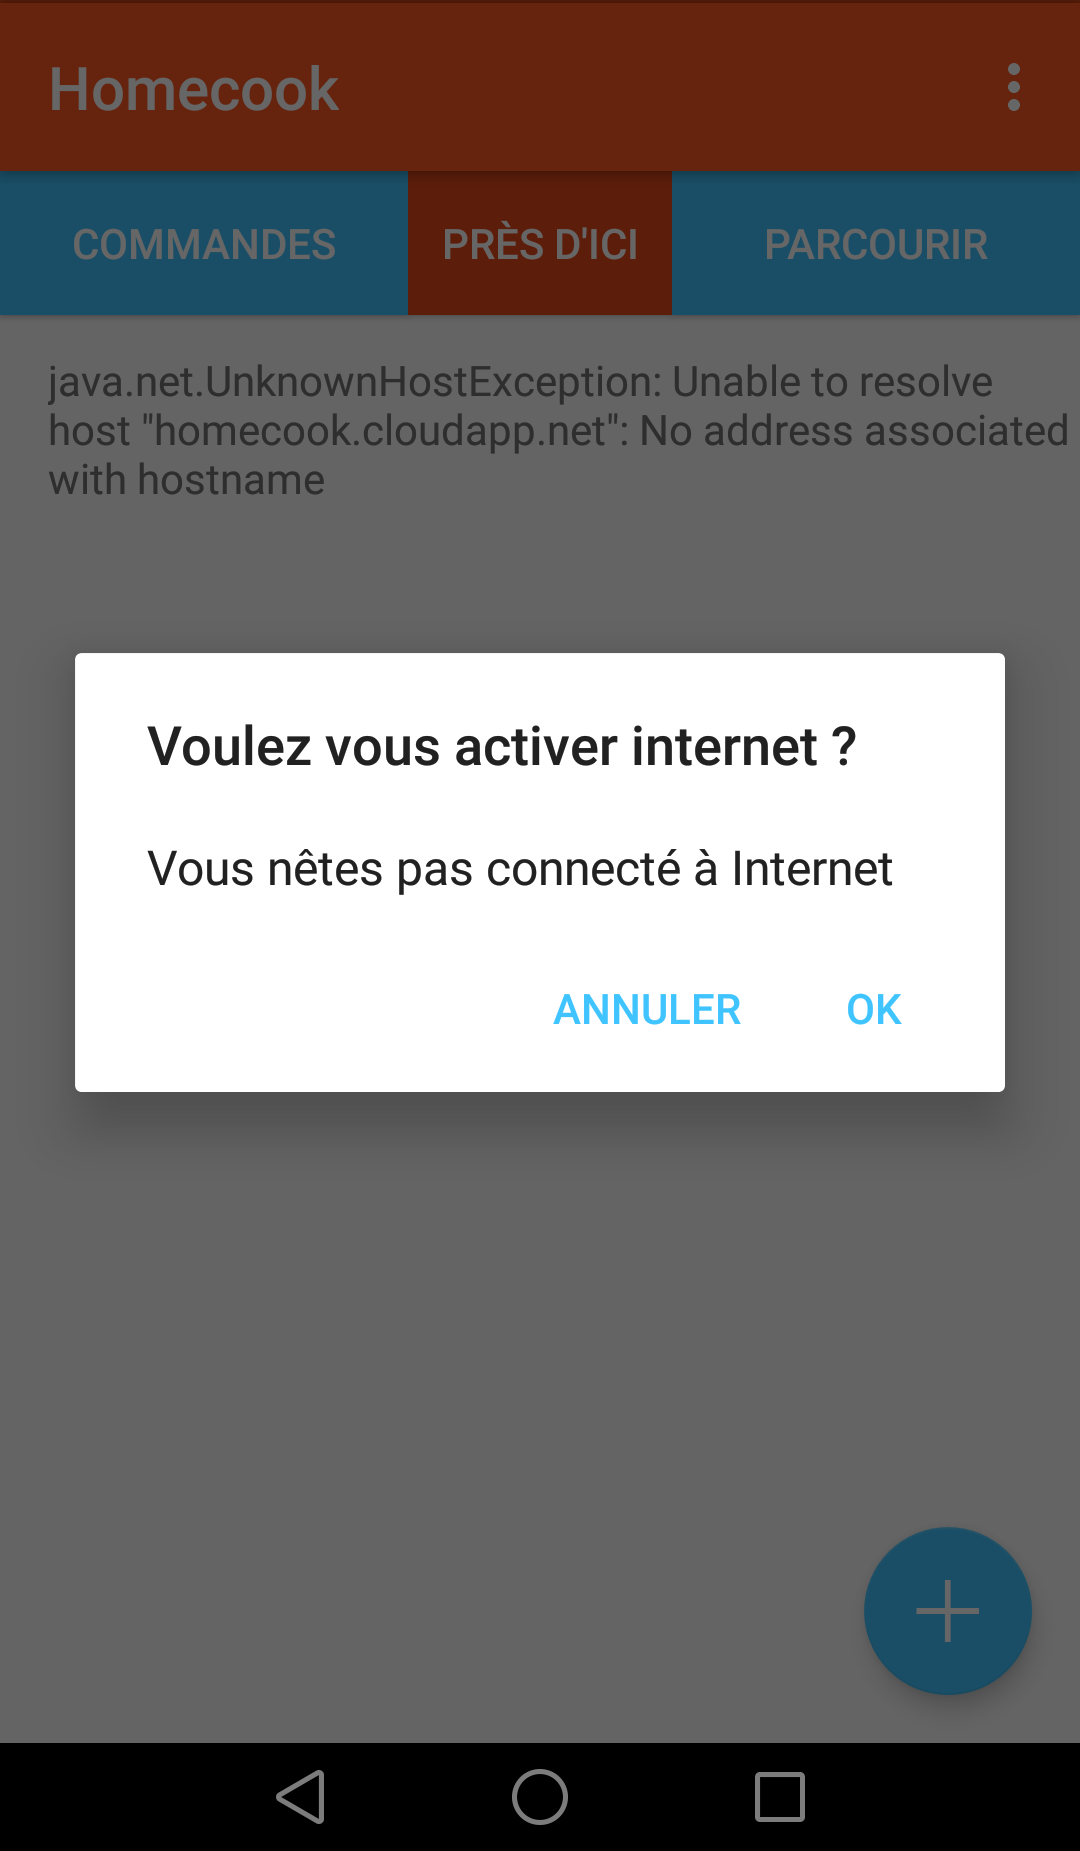 Homecook
COMMANDES
PRÈS D'ICI
PARCOURIR
java.net.UnknownHostException: Unable to resolve
host "homecook.cloudapp.net": No address associated
with hostname
Voulez vous activer internet ?
Vous nêtes pas connecté à Internet
ANNULER
OK